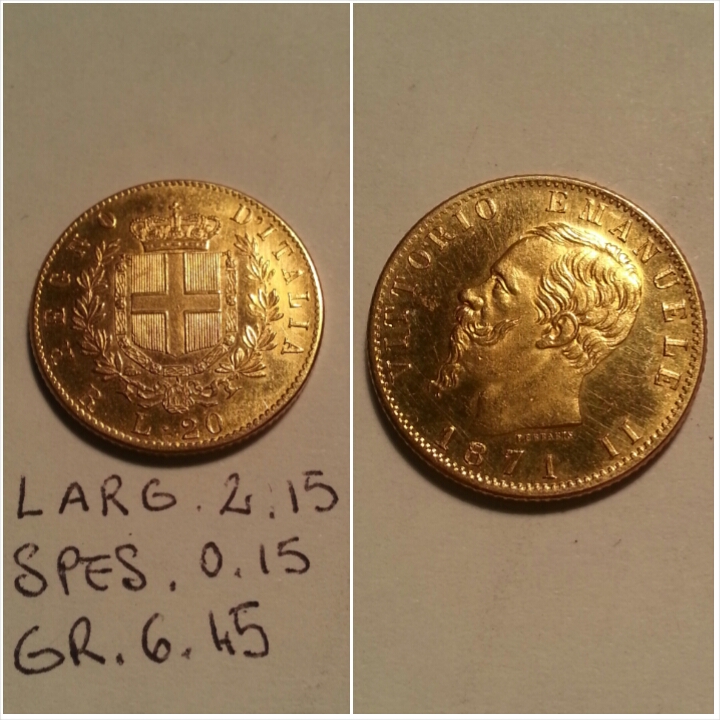 REGNO D'ITALIA
R
L. 20
LARG. 2.15
SPES. 0.15
GR. 6.45
VITTORIO EMANUELE II
1871
FERRARIS